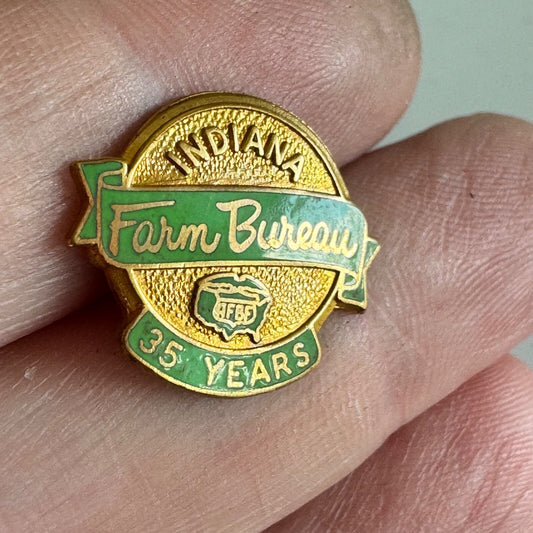 INDIANA
Farm Bureau
AFBF
35 YEARS